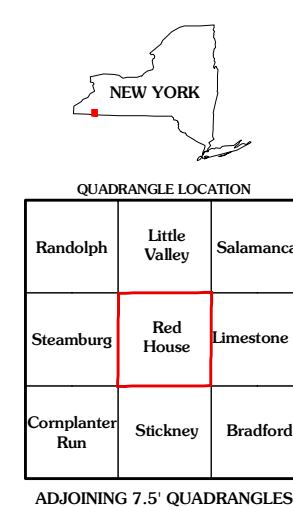 NEW YORK
QUADRANGLE LOCATION
Randolph
Little
Valley
Salamanca
Steamburg
Red
House
Limestone
Cornplanter
Run
Stickney
Bradford
ADJOINING 7.5' QUADRANGLES